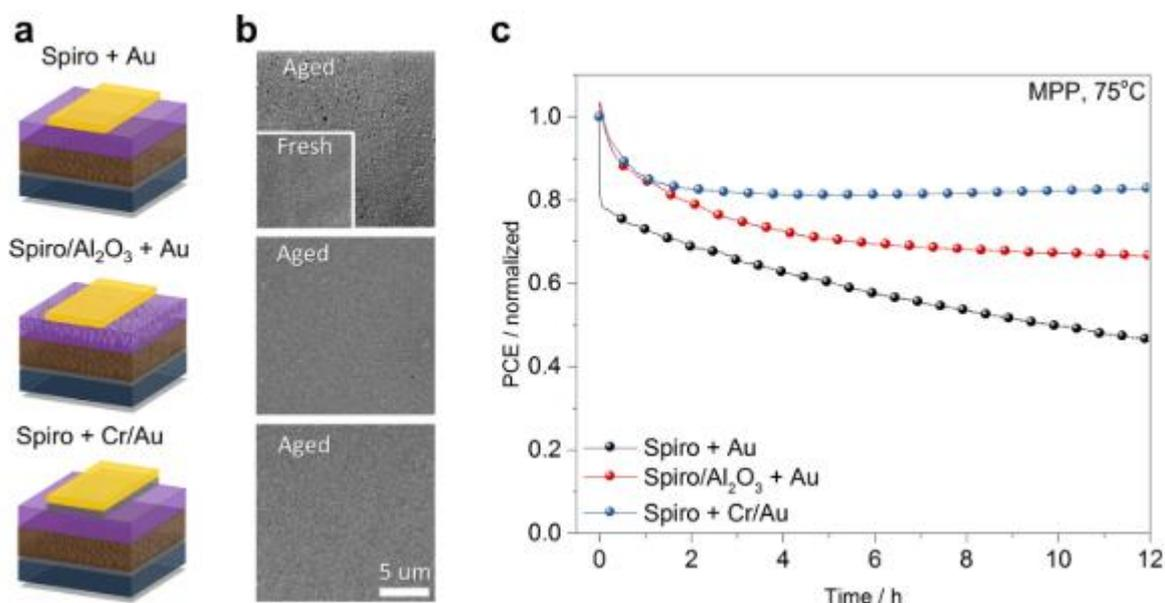 a
Spiro + Au
Spiro/Al₂O₃ + Au
Spiro + Cr/Au
b
Aged
Fresh
Aged
Aged
5 um
c
MPP, 75°C
PCE / normalized
1.0
0.8
0.6
0.4
0.2
0.0
Spiro + Au
Spiro/Al₂O₃ + Au
Spiro + Cr/Au
0 2 4 6 8 10 12
Time / h